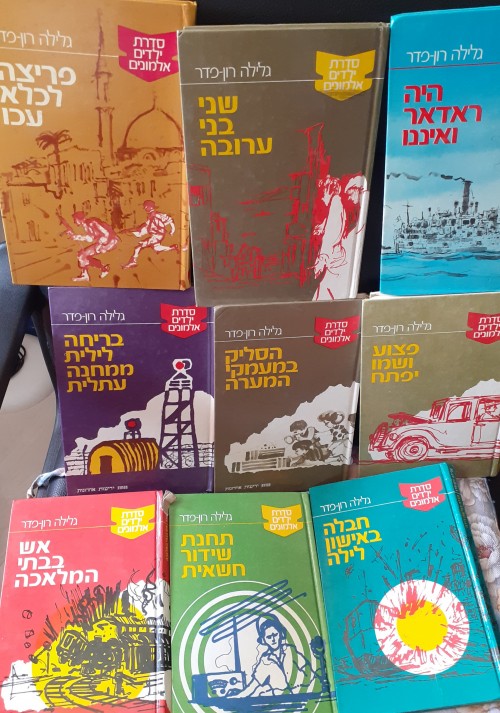 גלילה רון-פדר
סדרת
ילדים
אלמונים
פריצה
לכלא
עכו
גלילה רון-פדר
סדרת
ילדים
אלמונים
שני
בני
ערובה
גלילה רון-פדר
היה
ראדאר
ואיננו
גלילה רון-פדר
סדרת
ילדים
אלמונים
בריחה
לילית
ממחנה
עתלית
ידיעות אחרונות
גלילה רון-פדר
סדרת
ילדים
אלמונים
הסליק
במעמקי
המערה
ידיעות אחרונות
גלילה רון-פדר
סדרת
ילדים
אלמונים
פצוע
ושמו
יפתח
גלילה רון-פדר
סדרת
ילדים
אלמונים
אש
בבתי
המלאכה
גלילה רון-פדר
סדרת
ילדים
אלמונים
תחנת
שידור
חשאית
גלילה רון-פדר
סדרת
ילדים
אלמונים
חבלה
באישון
לילה